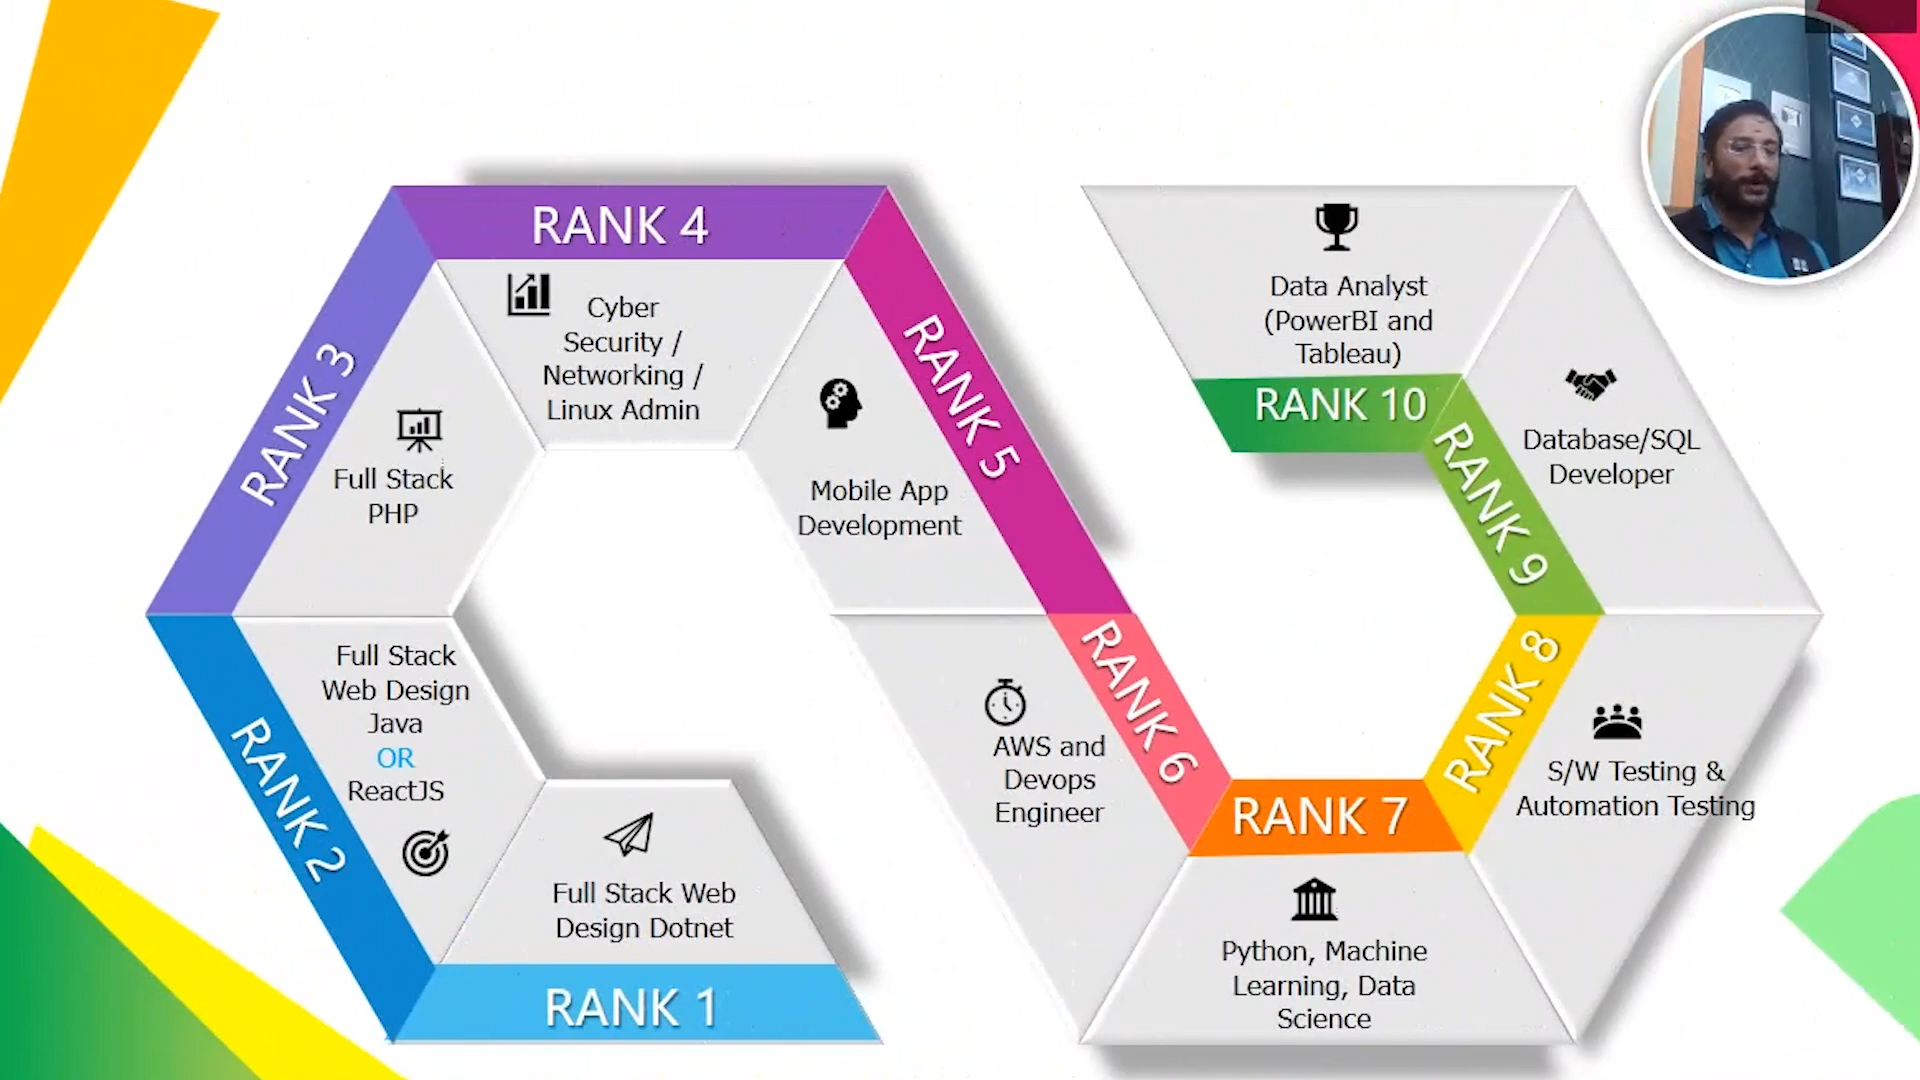 RANK 1
Full Stack Web
Design Dotnet
RANK 2
Full Stack
Web Design
Java
OR
ReactJS
RANK 3
Full Stack
PHP
RANK 4
Cyber
Security /
Networking /
Linux Admin
RANK 5
Mobile App
Development
RANK 6
AWS and
Devops
Engineer
RANK 7
Python, Machine
Learning, Data
Science
RANK 8
S/W Testing &
Automation Testing
RANK 9
Database/SQL
Developer
RANK 10
Data Analyst
(PowerBI and
Tableau)